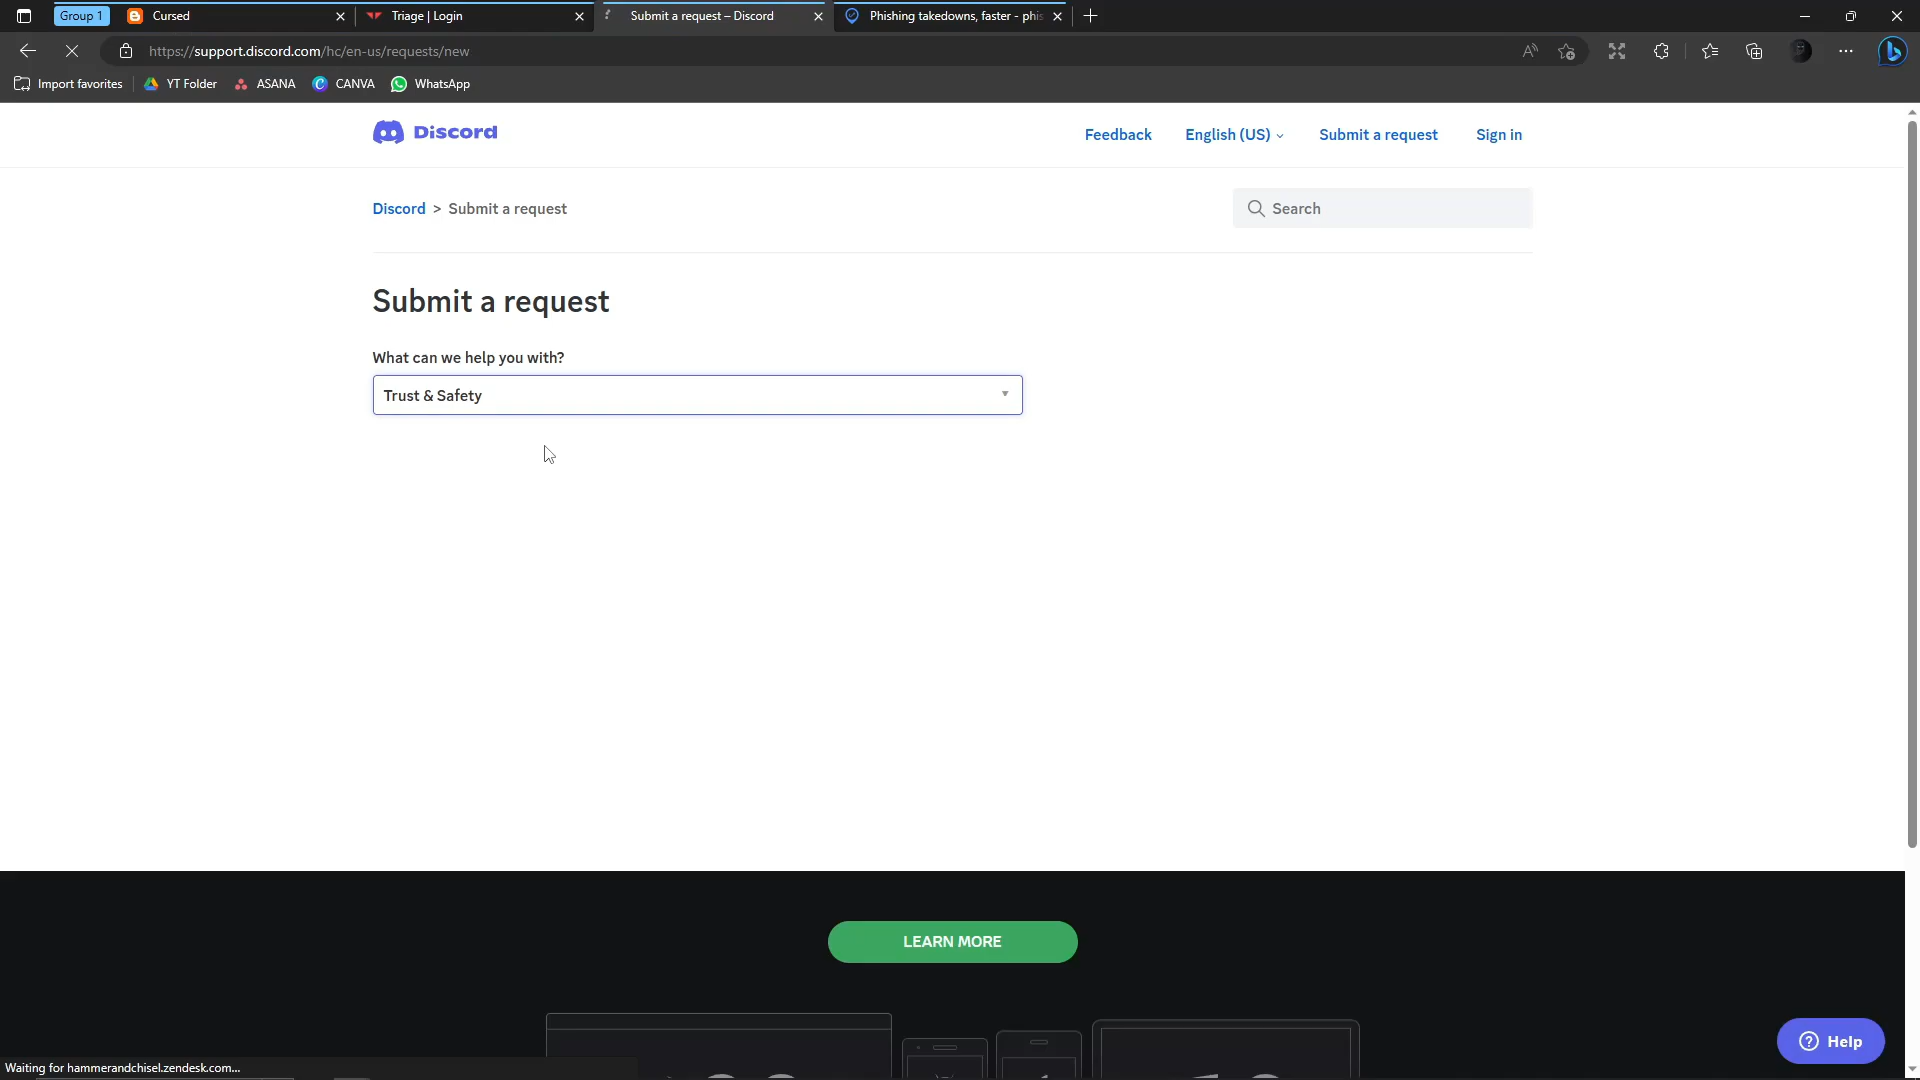 Group 1
Cursed
Triage | Login
Submit a request – Discord
Phishing takedowns, faster - phis
https://support.discord.com/hc/en-us/requests/new
Import favorites
YT Folder
ASANA
CANVA
WhatsApp
Discord
Feedback
English (US)
Submit a request
Sign in
Discord > Submit a request
Search
Submit a request
What can we help you with?
Trust & Safety
LEARN MORE
Help
Waiting for hammerandchisel.zendesk.com...